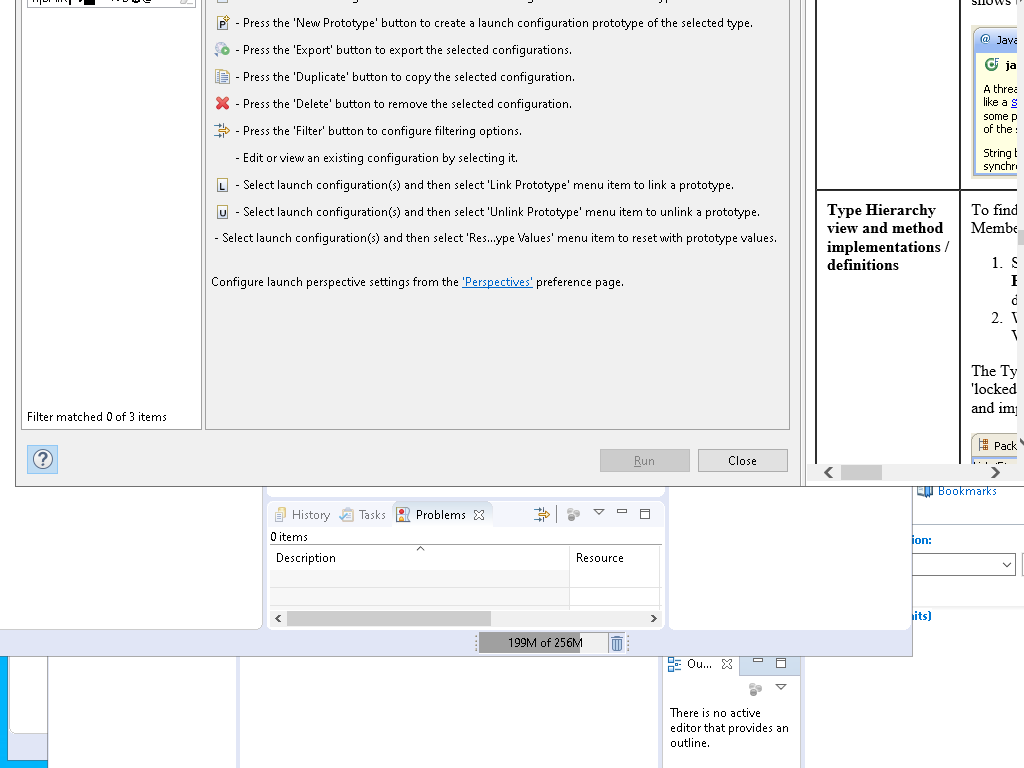 - Press the 'New Prototype' button to create a launch configuration prototype of the selected type.
- Press the 'Export' button to export the selected configurations.
- Press the 'Duplicate' button to copy the selected configuration.
- Press the 'Delete' button to remove the selected configuration.
- Press the 'Filter' button to configure filtering options.
- Edit or view an existing configuration by selecting it.
L - Select launch configuration(s) and then select 'Link Prototype' menu item to link a prototype.
U - Select launch configuration(s) and then select 'Unlink Prototype' menu item to unlink a prototype.
- Select launch configuration(s) and then select 'Res...ype Values' menu item to reset with prototype values.
Configure launch perspective settings from the 'Perspectives' preference page.
Filter matched 0 of 3 items
Run
Close
@ Java
ja
A threa
like a S
some p
of the s
String b
synchr
Type Hierarchy
view and method
implementations /
definitions
To find
Membe
1. S
E
d
2. V
V
The Ty
'locked
and imp
Pack
Bookmarks
ion:
its)
History
Tasks
Problems
0 items
Description
Resource
199M of 256M
Ou...
There is no active
editor that provides an
outline.